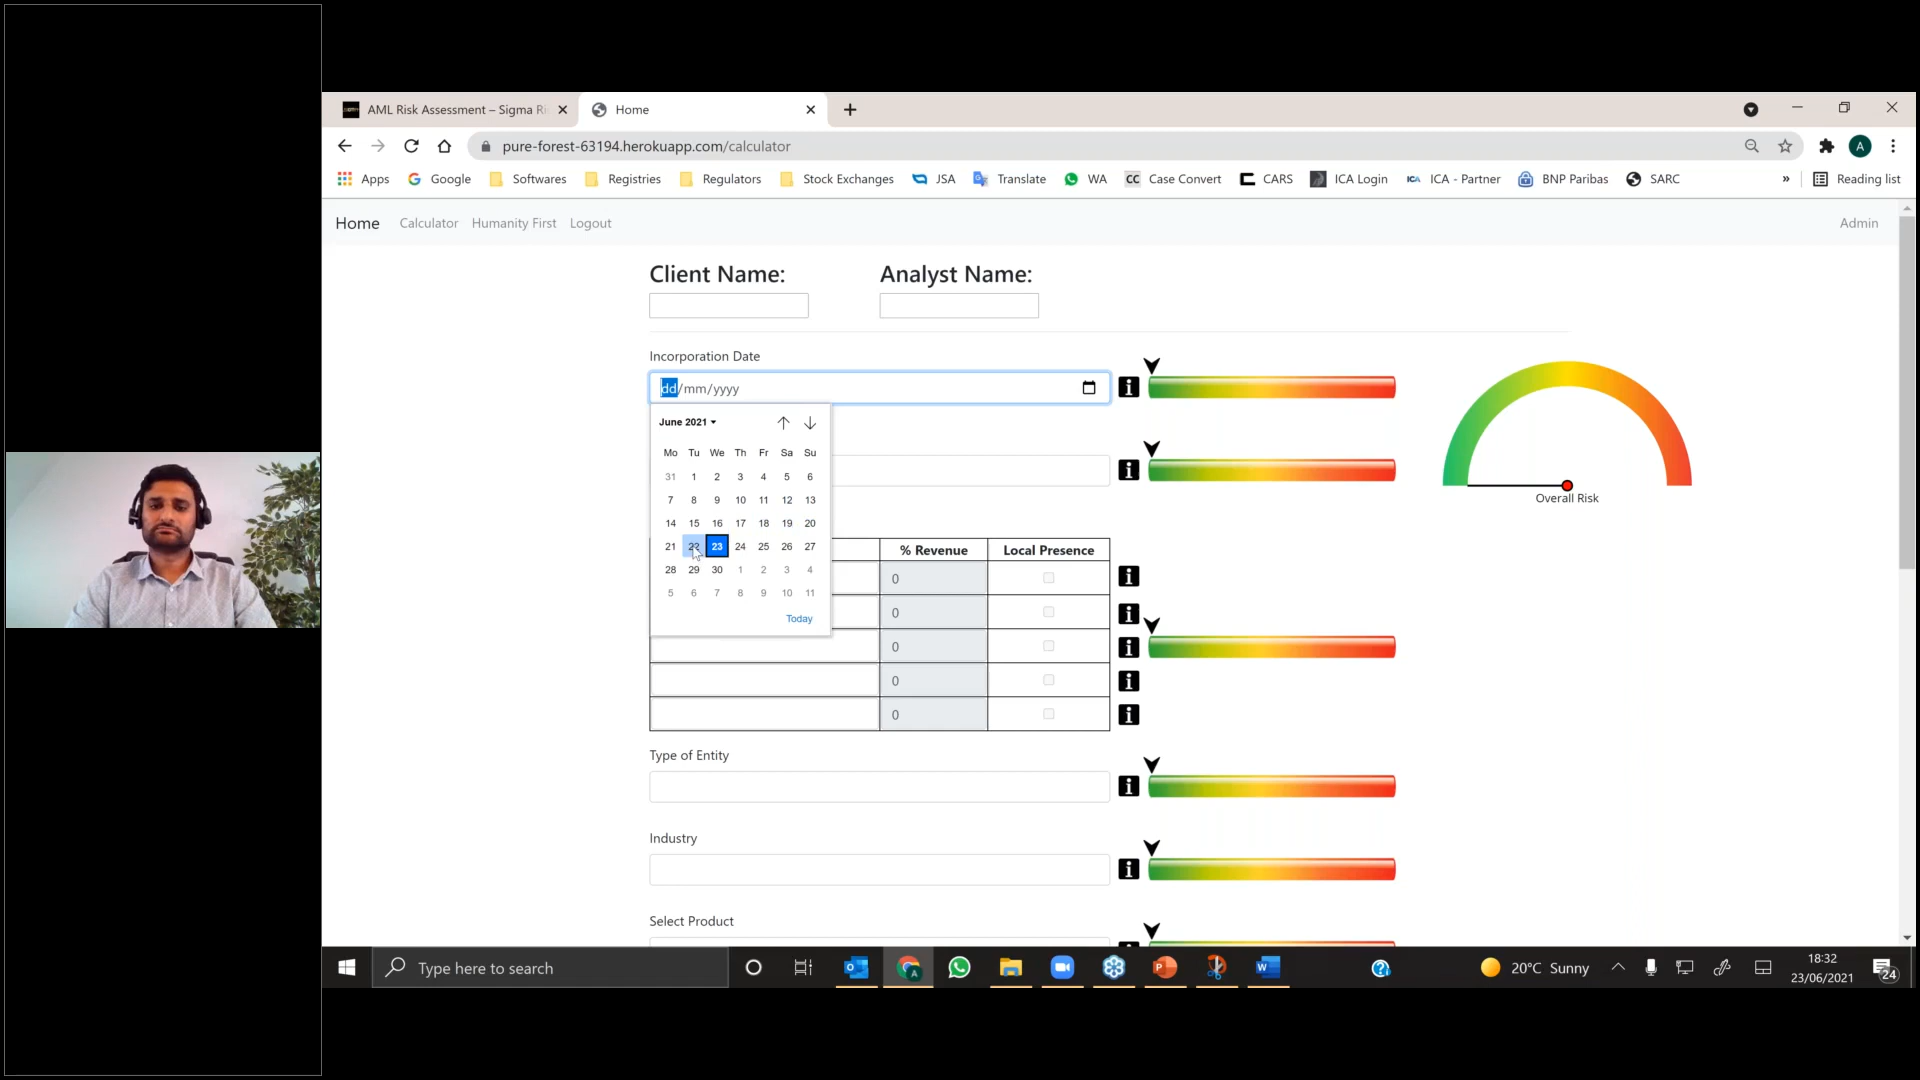 AML Risk Assessment – Sigma Ri
Home
pure-forest-63194.herokuapp.com/calculator
Apps Google Softwares Registries Regulators Stock Exchanges JSA Translate WA CC Case Convert CARS ICA Login ICA ICA - Partner BNP Paribas SARC » Reading list
A
Home Calculator Humanity First Logout Admin
Client Name: Analyst Name:
Incorporation Date
dd/mm/yyyy
June 2021
Mo Tu We Th Fr Sa Su
31 1 2 3 4 5 6
7 8 9 10 11 12 13
14 15 16 17 18 19 20
21 22 23 24 25 26 27
28 29 30 1 2 3 4
5 6 7 8 9 10 11
Today
Overall Risk
% Revenue Local Presence
0
0
0
0
0
Type of Entity
Industry
Select Product
Type here to search
20°C Sunny
18:32
23/06/2021
24